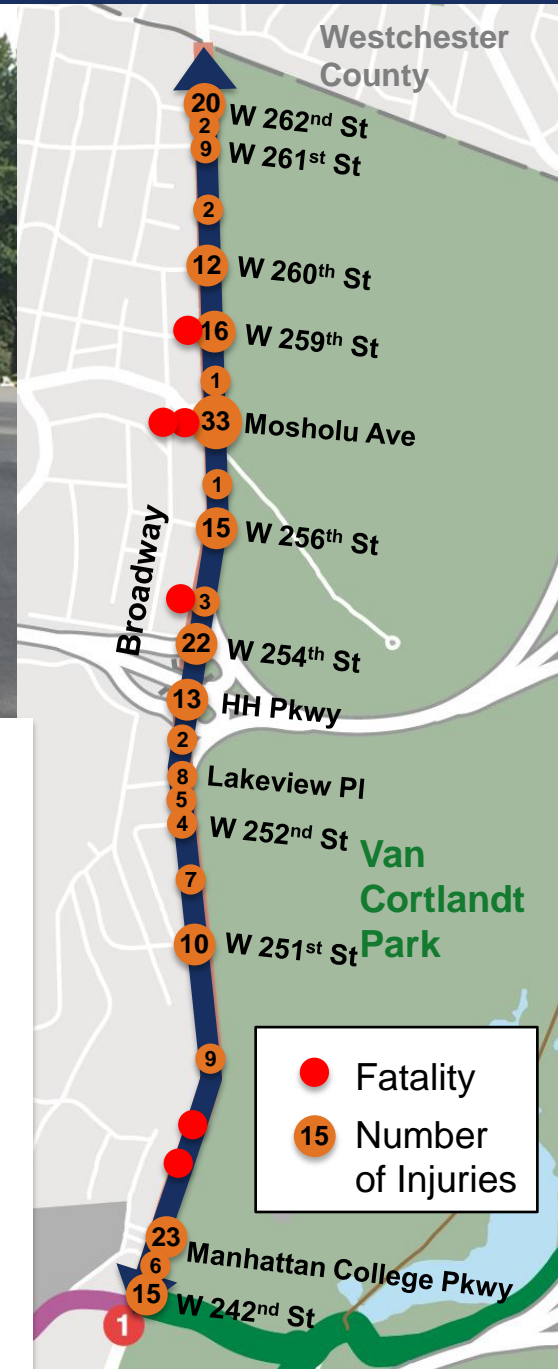 Westchester
County
20
W 262nd St
2
9
W 261st St
2
12
W 260th St
16
W 259th St
1
33
Mosholu Ave
1
15
W 256th St
Broadway
3
22
W 254th St
13
HH Pkwy
2
8
Lakeview Pl
5
4
W 252nd St
Van
Cortlandt
Park
7
10
W 251st St
9
Fatality
15
Number
of Injuries
23
Manhattan College Pkwy
6
15
W 242nd St
1